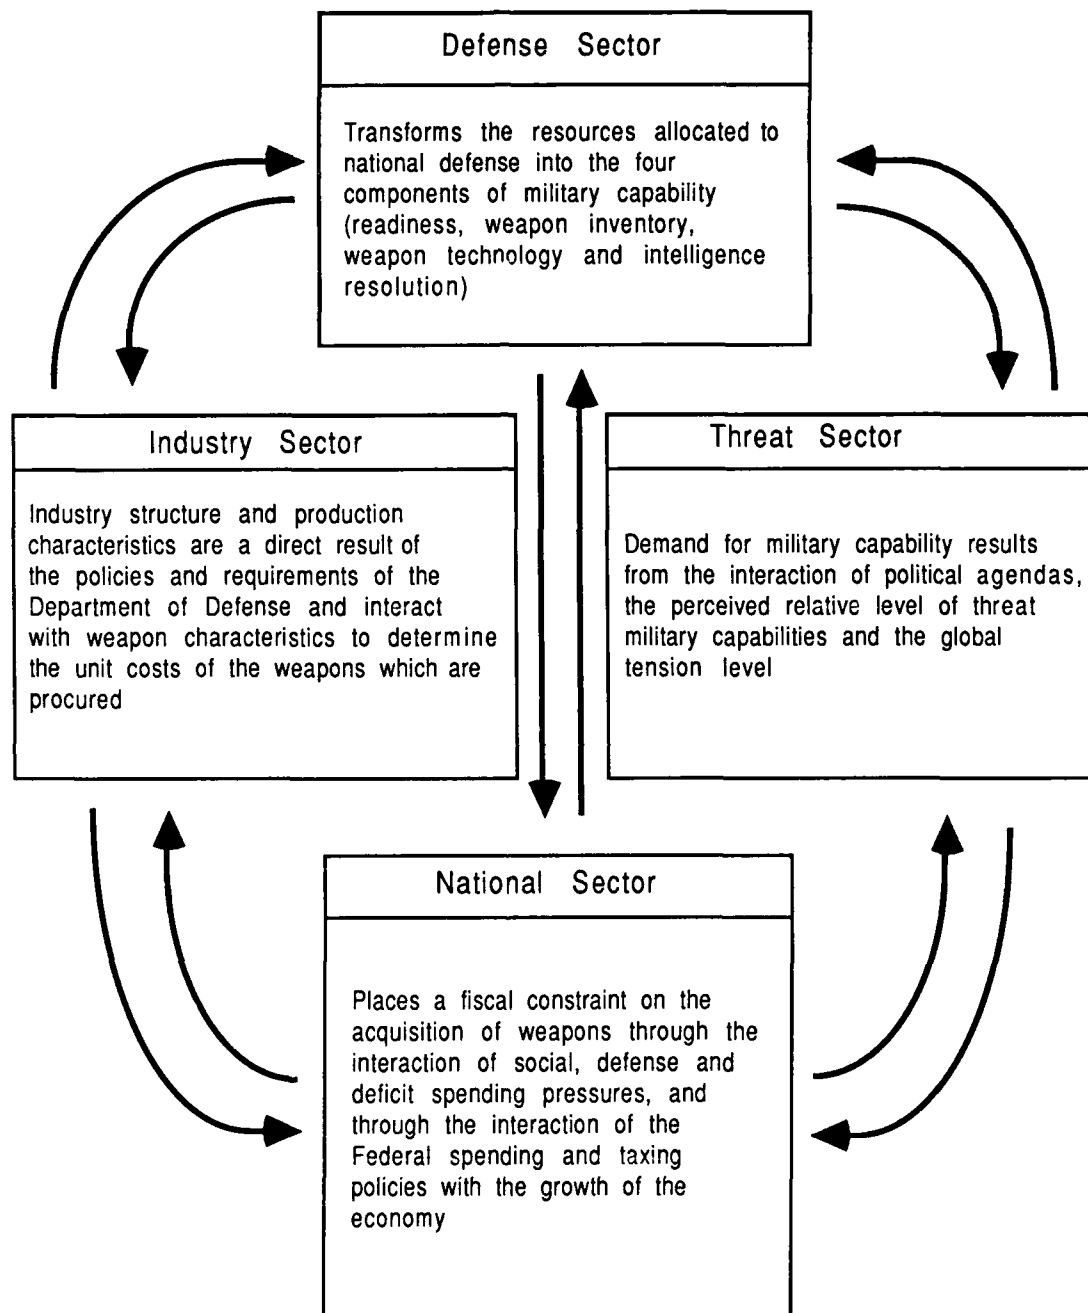 Defense Sector
Transforms the resources allocated to
national defense into the four
components of military capability
(readiness, weapon inventory,
weapon technology and intelligence
resolution)
Industry Sector
Industry structure and production
characteristics are a direct result of
the policies and requirements of the
Department of Defense and interact
with weapon characteristics to determine
the unit costs of the weapons which are
procured
Threat Sector
Demand for military capability results
from the interaction of political agendas,
the perceived relative level of threat
military capabilities and the global
tension level
National Sector
Places a fiscal constraint on the
acquisition of weapons through the
interaction of social, defense and
deficit spending pressures, and
through the interaction of the
Federal spending and taxing
policies with the growth of the
economy